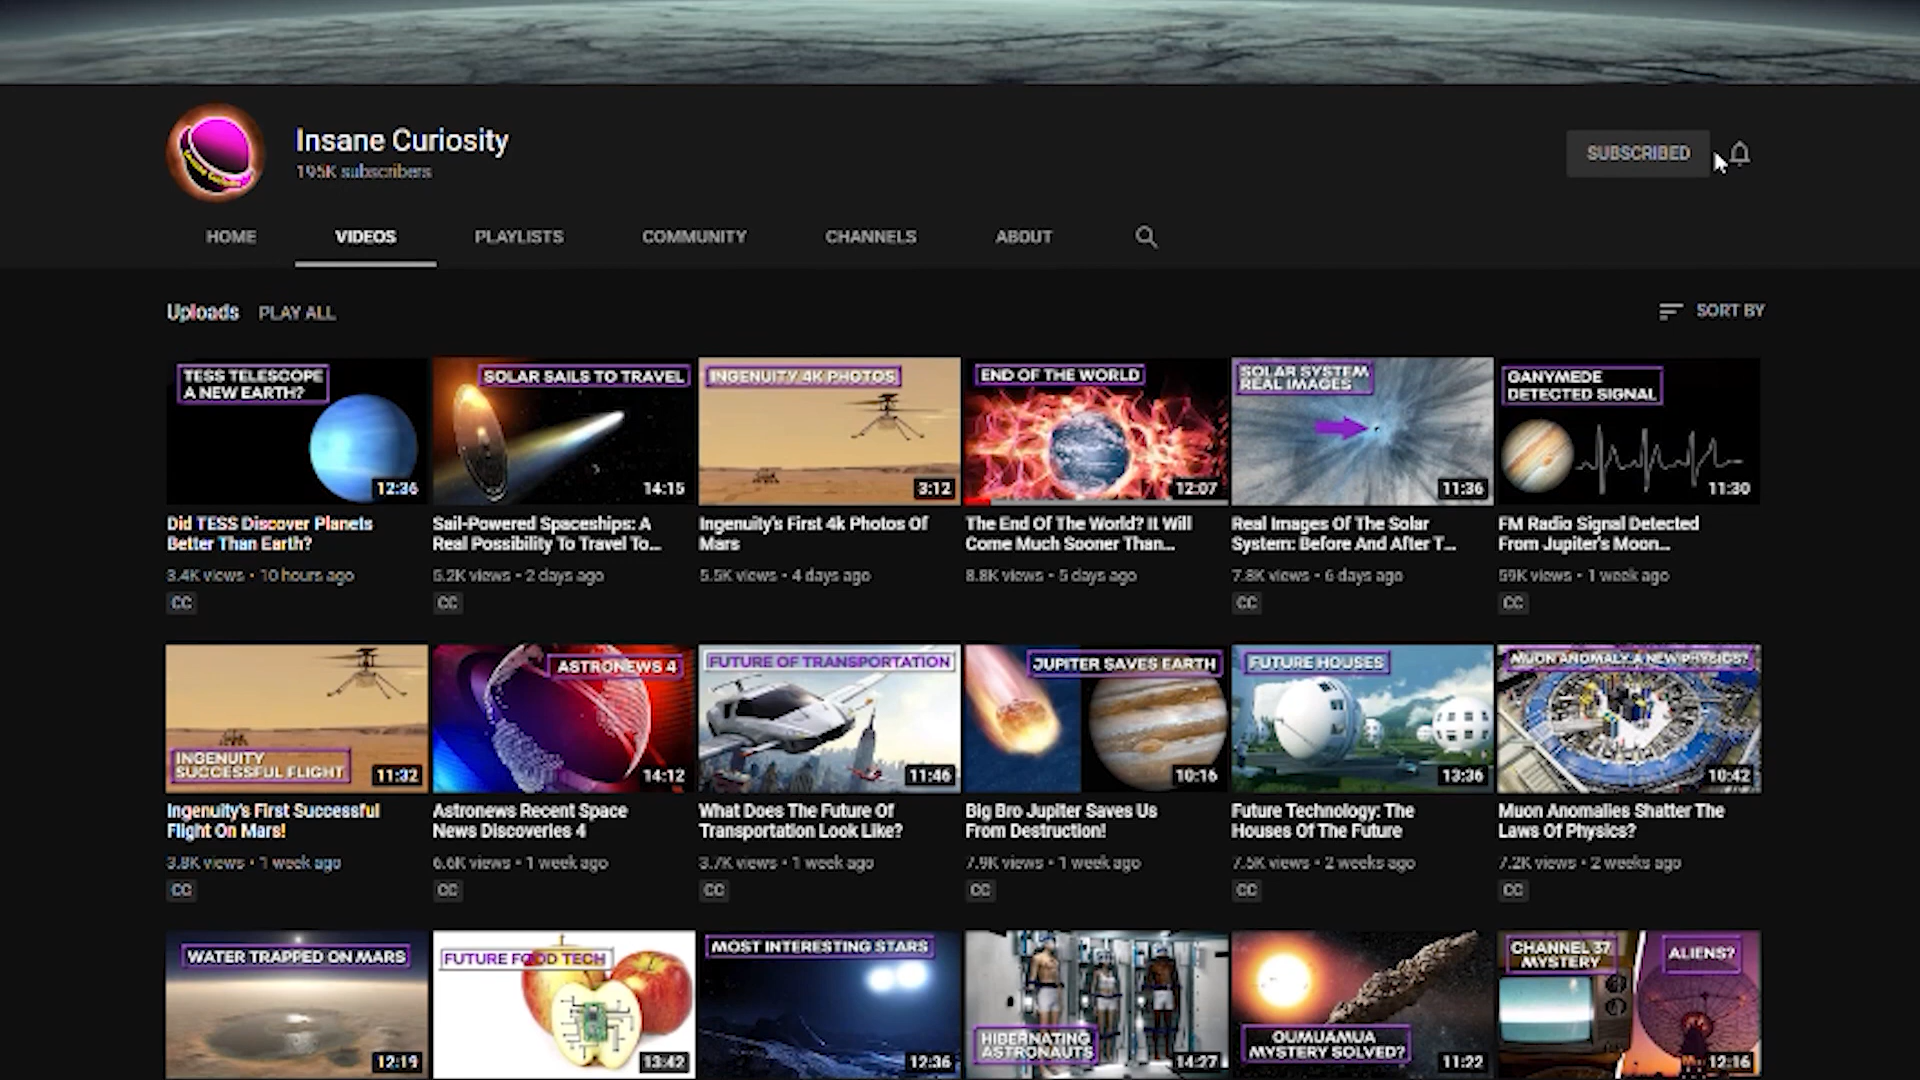 Insane Curiosity
195K subscribers
SUBSCRIBED
HOME VIDEOS PLAYLISTS COMMUNITY CHANNELS ABOUT
Uploads PLAY ALL
SORT BY
TESS TELESCOPE
A NEW EARTH?
12:36
SOLAR SAILS TO TRAVEL
14:15
INGENUITY 4K PHOTOS
3:12
END OF THE WORLD
12:07
SOLAR SYSTEM
REAL IMAGES
11:36
GANYMEDE
DETECTED SIGNAL
11:30
Did TESS Discover Planets
Better Than Earth?
3.4K views • 10 hours ago
CC
Sail-Powered Spaceships: A
Real Possibility To Travel To...
5.2K views • 2 days ago
CC
Ingenuity's First 4k Photos Of
Mars
5.5K views • 4 days ago
The End Of The World? It Will
Come Much Sooner Than...
8.8K views • 5 days ago
Real Images Of The Solar
System: Before And After T...
7.8K views • 6 days ago
CC
FM Radio Signal Detected
From Jupiter's Moon...
59K views • 1 week ago
CC
INGENUITY
SUCCESSFUL FLIGHT
11:32
ASTRONEWS 4
14:12
FUTURE OF TRANSPORTATION
11:46
JUPITER SAVES EARTH
10:16
FUTURE HOUSES
13:36
MUON ANOMALY A NEW PHYSICS?
10:42
Ingenuity's First Successful
Flight On Mars!
3.8K views • 1 week ago
CC
Astronews Recent Space
News Discoveries 4
6.6K views • 1 week ago
CC
What Does The Future Of
Transportation Look Like?
3.7K views • 1 week ago
CC
Big Bro Jupiter Saves Us
From Destruction!
7.9K views • 1 week ago
CC
Future Technology: The
Houses Of The Future
7.5K views • 2 weeks ago
CC
Muon Anomalies Shatter The
Laws Of Physics?
7.2K views • 2 weeks ago
CC
WATER TRAPPED ON MARS
12:19
FUTURE FOOD TECH
13:42
MOST INTERESTING STARS
12:36
HIBERNATING
ASTRONAUTS
14:27
OUMUAMUA
MYSTERY SOLVED?
11:22
CHANNEL 37
MYSTERY
ALIENS?
12:16